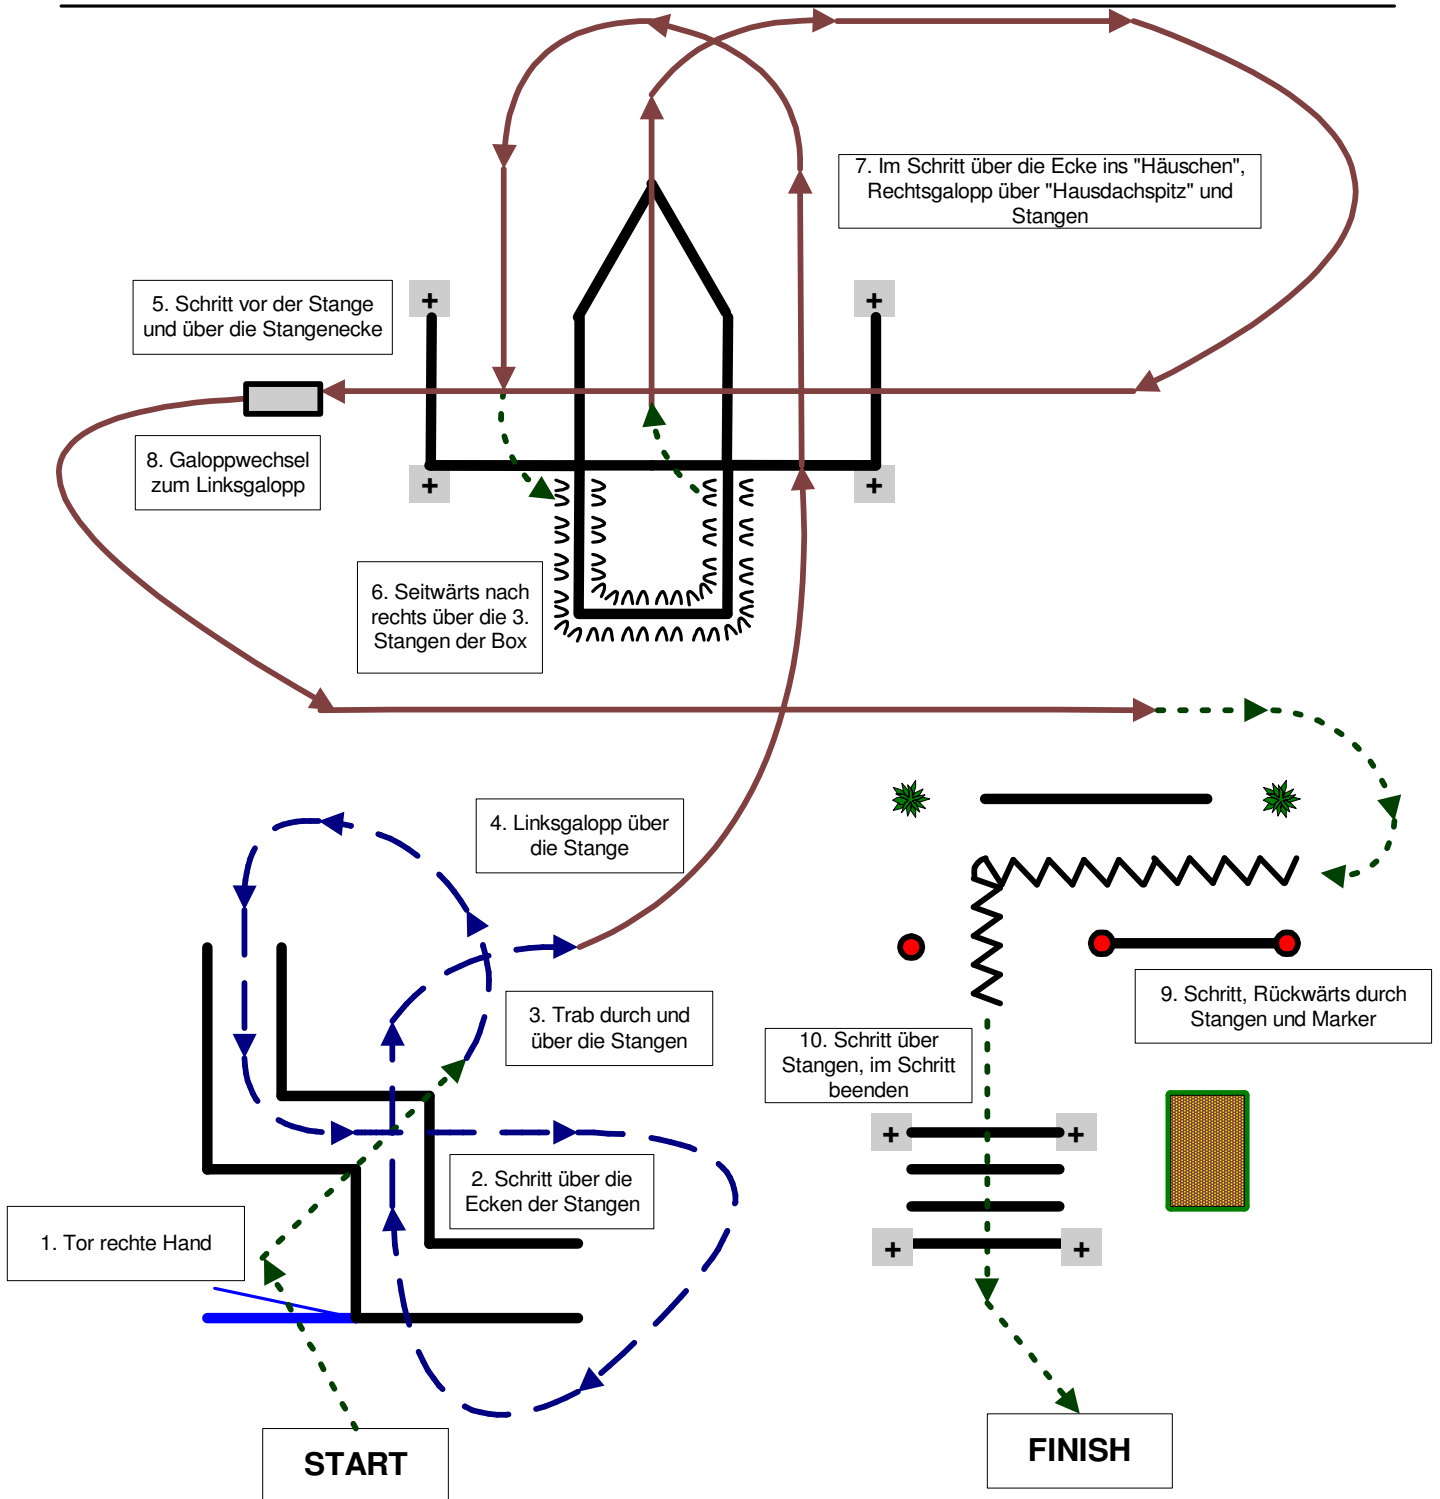 7. Im Schritt über die Ecke ins "Häuschen",
Rechtsgalopp über "Hausdachspitz" und
Stangen
5. Schritt vor der Stange
und über die Stangenecke
+
+
8. Galoppwechsel
zum Linksgalopp
+
+
6. Seitwärts nach
rechts über die 3.
Stangen der Box
4. Linksgalopp über
die Stange
3. Trab durch und
über die Stangen
9. Schritt, Rückwärts durch
Stangen und Marker
10. Schritt über
Stangen, im Schritt
beenden
+
+
2. Schritt über die
Ecken der Stangen
1. Tor rechte Hand
+
+
START
FINISH